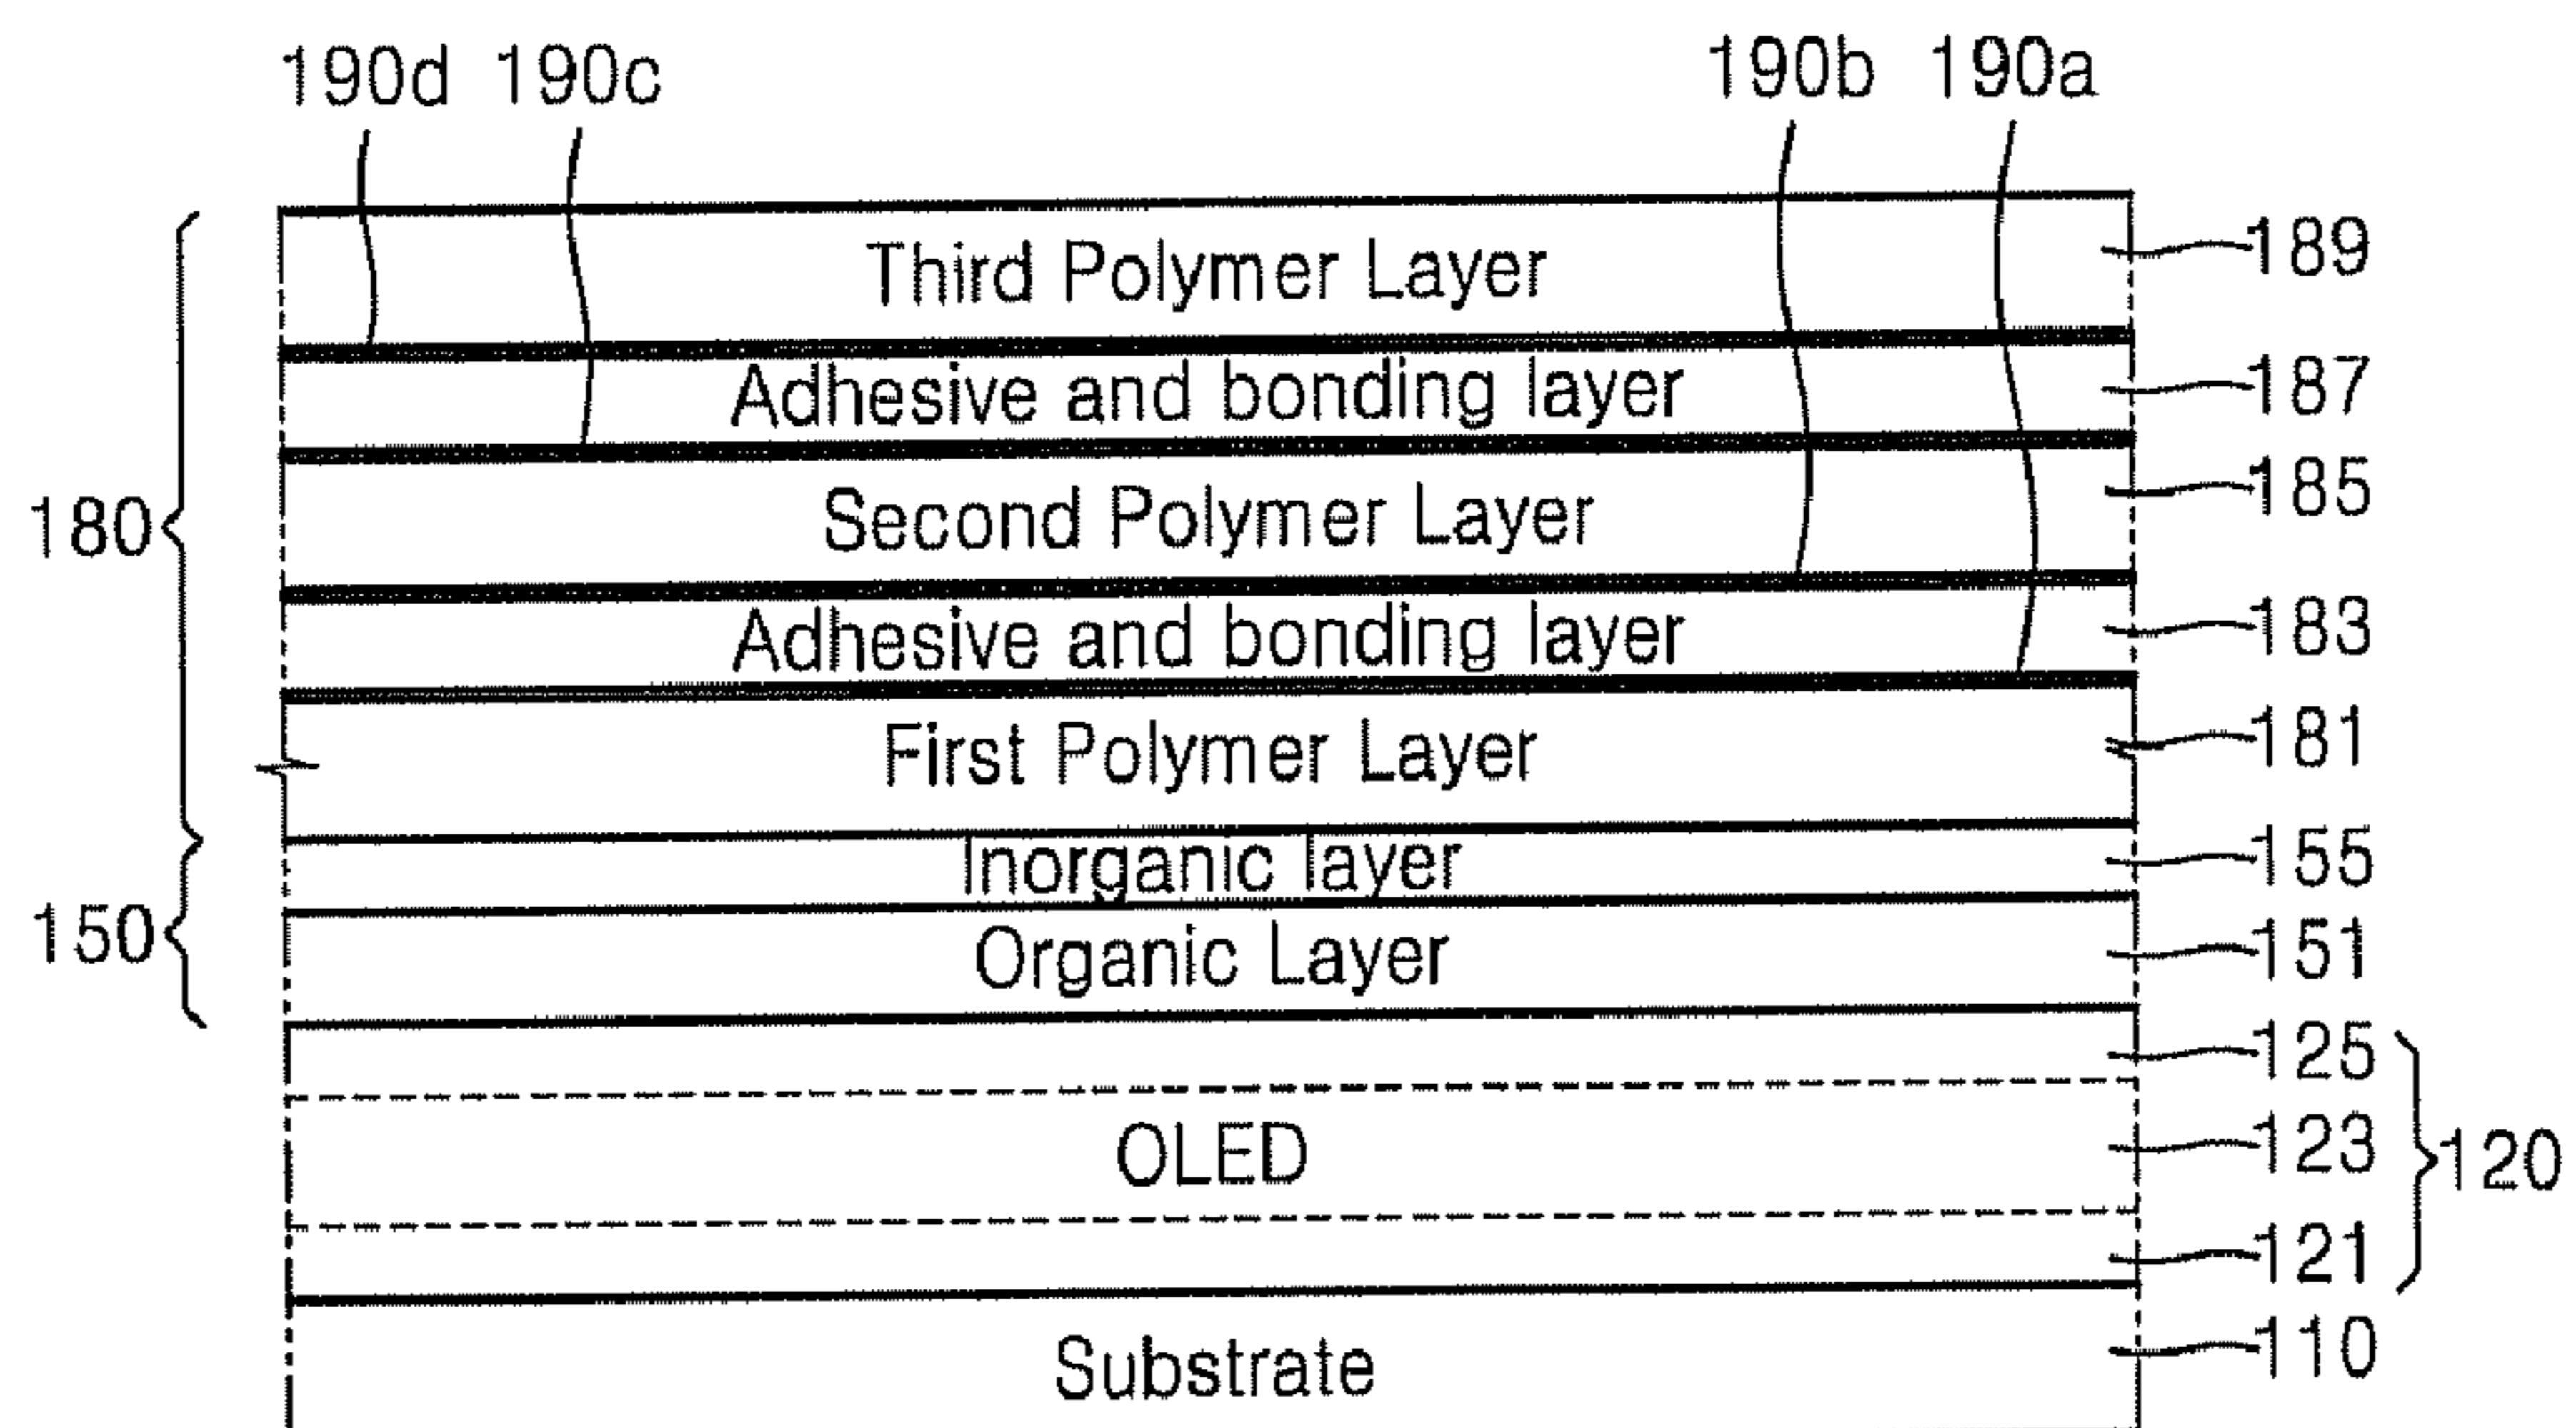 190d 190c 190b 190a
Third Polymer Layer 189
Adhesive and bonding layer 187
180 Second Polymer Layer 185
Adhesive and bonding layer 183
First Polymer Layer 181
Inorganic layer 155
150 Organic Layer 151
125
OLED 123 120
121
Substrate 110